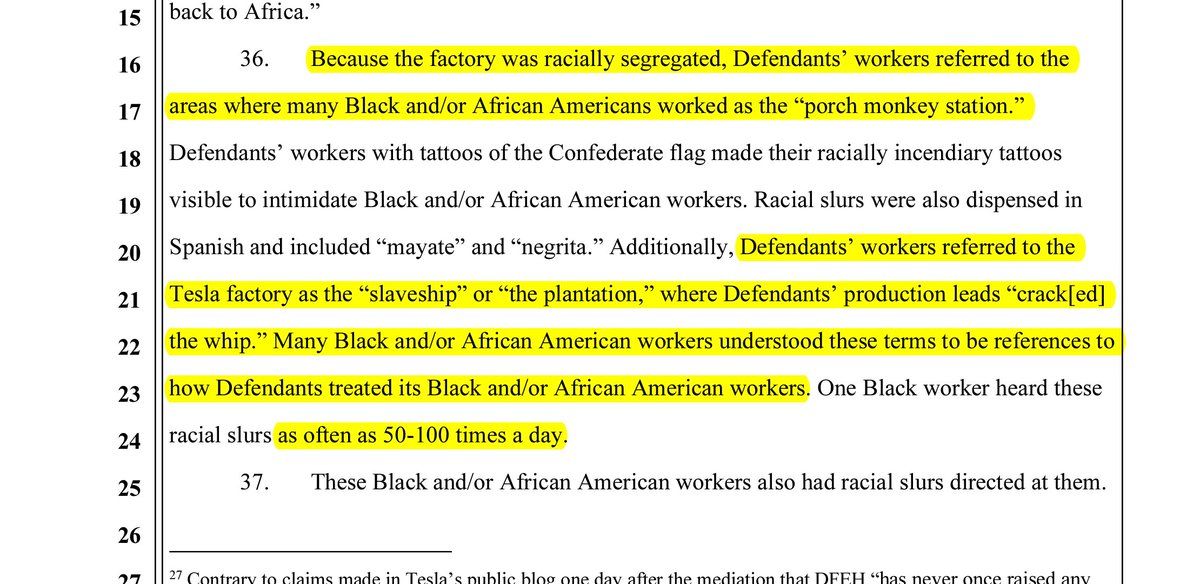 15 back to Africa.”
16 36. Because the factory was racially segregated, Defendants’ workers referred to the
17 areas where many Black and/or African Americans worked as the “porch monkey station.”
18 Defendants’ workers with tattoos of the Confederate flag made their racially incendiary tattoos
19 visible to intimidate Black and/or African American workers. Racial slurs were also dispensed in
20 Spanish and included “mayate” and “negrita.” Additionally, Defendants’ workers referred to the
21 Tesla factory as the “slaveship” or “the plantation,” where Defendants’ production leads “crack[ed]
22 the whip.” Many Black and/or African American workers understood these terms to be references to
23 how Defendants treated its Black and/or African American workers. One Black worker heard these
24 racial slurs as often as 50-100 times a day.
25 37. These Black and/or African American workers also had racial slurs directed at them.
26
27 27 Contrary to claims made in Tesla’s public blog one day after the mediation that DFEH “has never once raised any